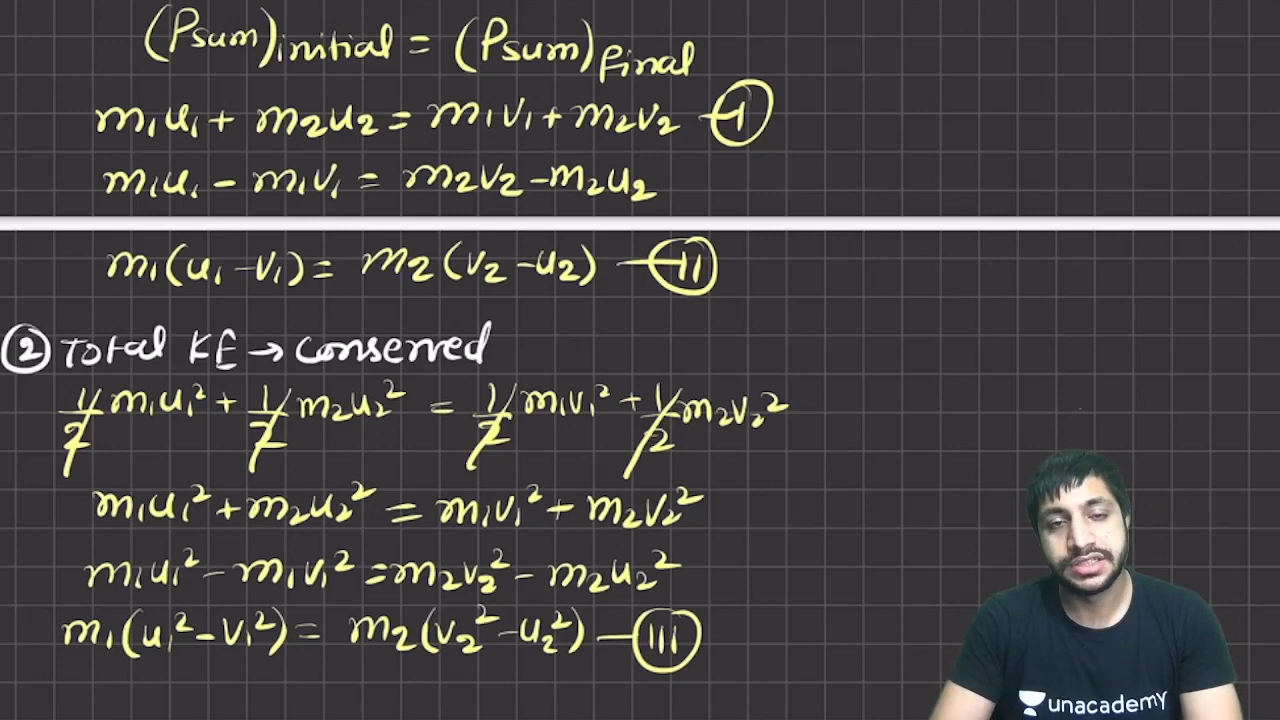 (Psum)initial = (Psum)final
m₁u₁ + m₂u₂ = m₁v₁ + m₂v₂ — I
m₁u₁ - m₁v₁ = m₂v₂ - m₂u₂
m₁(u₁ - v₁) = m₂(v₂ - u₂) — II
② Total KE → Conserved
1/2 m₁u₁² + 1/2 m₂u₂² = 1/2 m₁v₁² + 1/2 m₂v₂²
m₁u₁² + m₂u₂² = m₁v₁² + m₂v₂²
m₁u₁² - m₁v₁² = m₂v₂² - m₂u₂²
m₁(u₁² - v₁²) = m₂(v₂² - u₂²) — III
unacademy